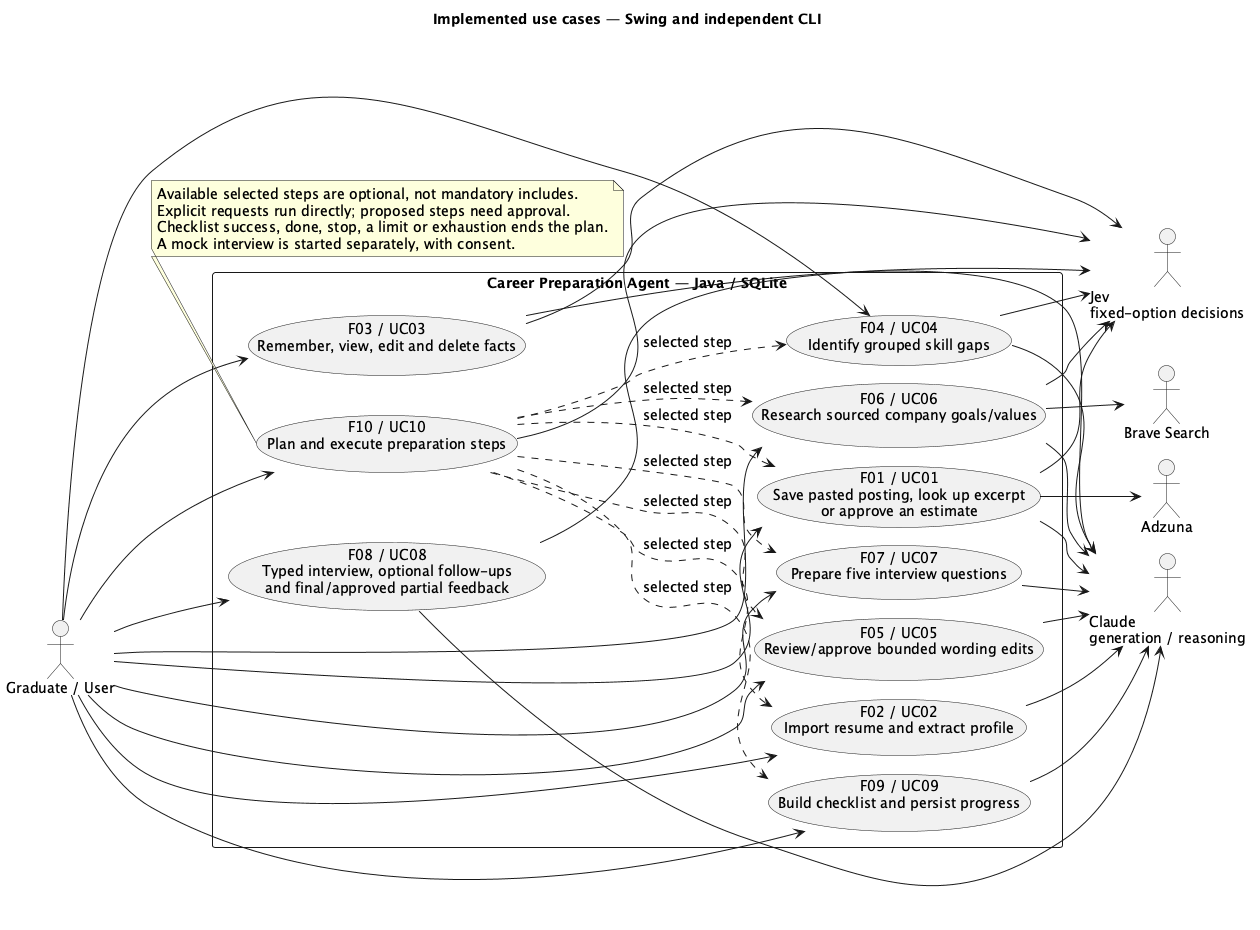 Implemented use cases — Swing and independent CLI
Available selected steps are optional, not mandatory includes.
Explicit requests run directly; proposed steps need approval.
Checklist success, done, stop, a limit or exhaustion ends the plan.
A mock interview is started separately, with consent.
Career Preparation Agent — Java / SQLite
F03 / UC03
Remember, view, edit and delete facts
F10 / UC10
Plan and execute preparation steps
F08 / UC08
Typed interview, optional follow-ups
and final/approved partial feedback
Graduate / User
selected step
selected step
selected step
selected step
selected step
selected step
selected step
F04 / UC04
Identify grouped skill gaps
F06 / UC06
Research sourced company goals/values
F01 / UC01
Save pasted posting, look up excerpt
or approve an estimate
F07 / UC07
Prepare five interview questions
F05 / UC05
Review/approve bounded wording edits
F02 / UC02
Import resume and extract profile
F09 / UC09
Build checklist and persist progress
Jev
fixed-option decisions
Brave Search
Adzuna
Claude
generation / reasoning